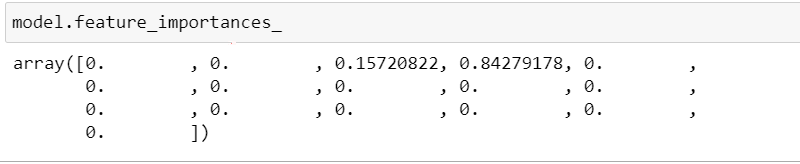 model.feature_importances_
array([0.        , 0.        , 0.15720822, 0.84279178, 0.        ,
       0.        , 0.        , 0.        , 0.        , 0.        ,
       0.        , 0.        , 0.        , 0.        , 0.        ,
       0.        ])